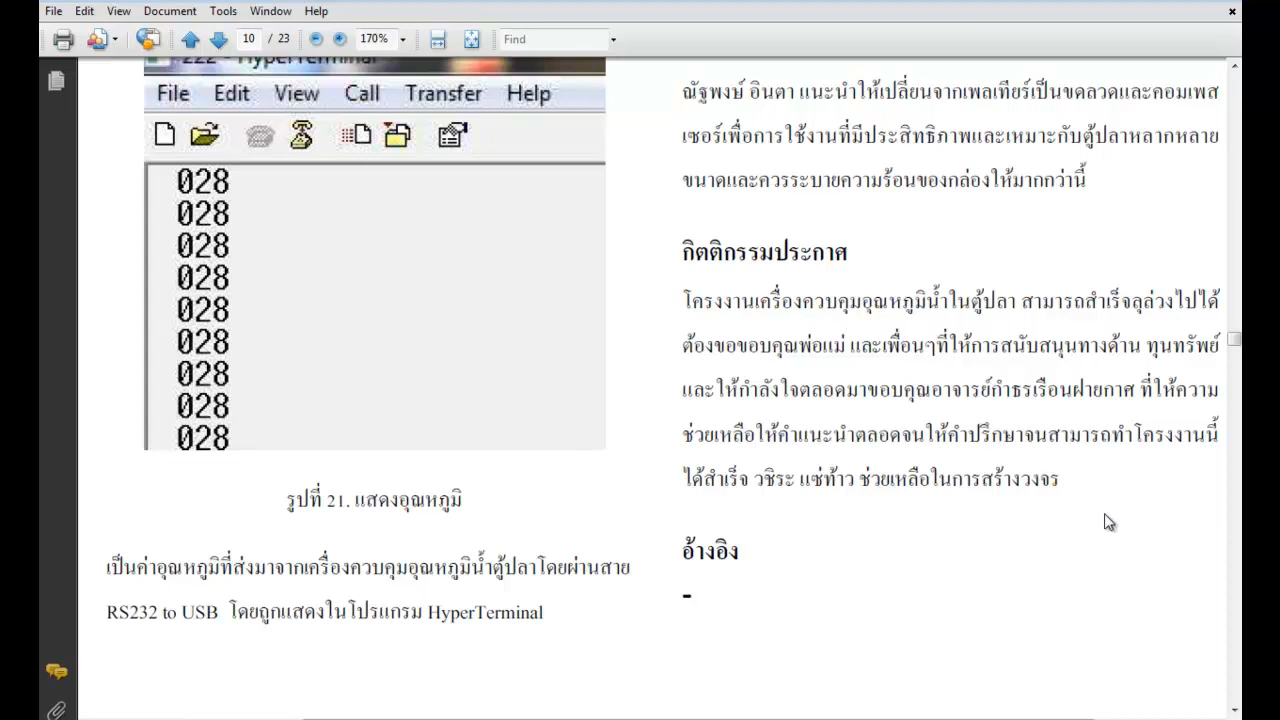 File Edit View Document Tools Window Help
10 / 23 170% Find
222 - HyperTerminal
File Edit View Call Transfer Help
028
028
028
028
028
028
028
028
028
รูปที่ 21. แสดงอุณหภูมิ
เป็นค่าอุณหภูมิที่ส่งมาจากเครื่องควบคุมอุณหภูมิน้ำตู้ปลาโดยผ่านสาย
RS232 to USB โดยถูกแสดงในโปรแกรม HyperTerminal
ณัฐพงษ์ อินตา แนะนำให้เปลี่ยนจากเพลเทียร์เป็นขดลวดและคอมเพส
เซอร์เพื่อการใช้งานที่มีประสิทธิภาพและเหมาะกับตู้ปลาหลากหลาย
ขนาดและควรระบายความร้อนของกล่องให้มากกว่านี้
กิตติกรรมประกาศ
โครงงานเครื่องควบคุมอุณหภูมิน้ำในตู้ปลา สามารถสำเร็จลุล่วงไปได้
ต้องขอขอบคุณพ่อแม่ และเพื่อนๆที่ให้การสนับสนุนทางด้าน ทุนทรัพย์
และให้กำลังใจตลอดมาขอบคุณอาจารย์กำธรเรือนฝายกาศ ที่ให้ความ
ช่วยเหลือให้คำแนะนำตลอดจนให้คำปรึกษาจนสามารถทำโครงงานนี้
ได้สำเร็จ วชิระ แซ่ท้าว ช่วยเหลือในการสร้างวงจร
อ้างอิง
-